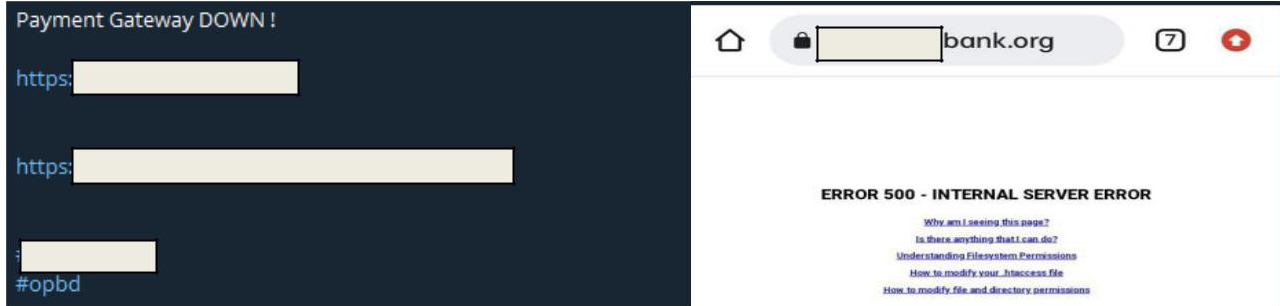 Payment Gateway DOWN !
https:
https:
#
#opbd
bank.org
7
ERROR 500 - INTERNAL SERVER ERROR
Why am I seeing this page?
Is there anything that I can do?
Understanding Filesystem Permissions
How to modify your .htaccess file
How to modify file and directory permissions